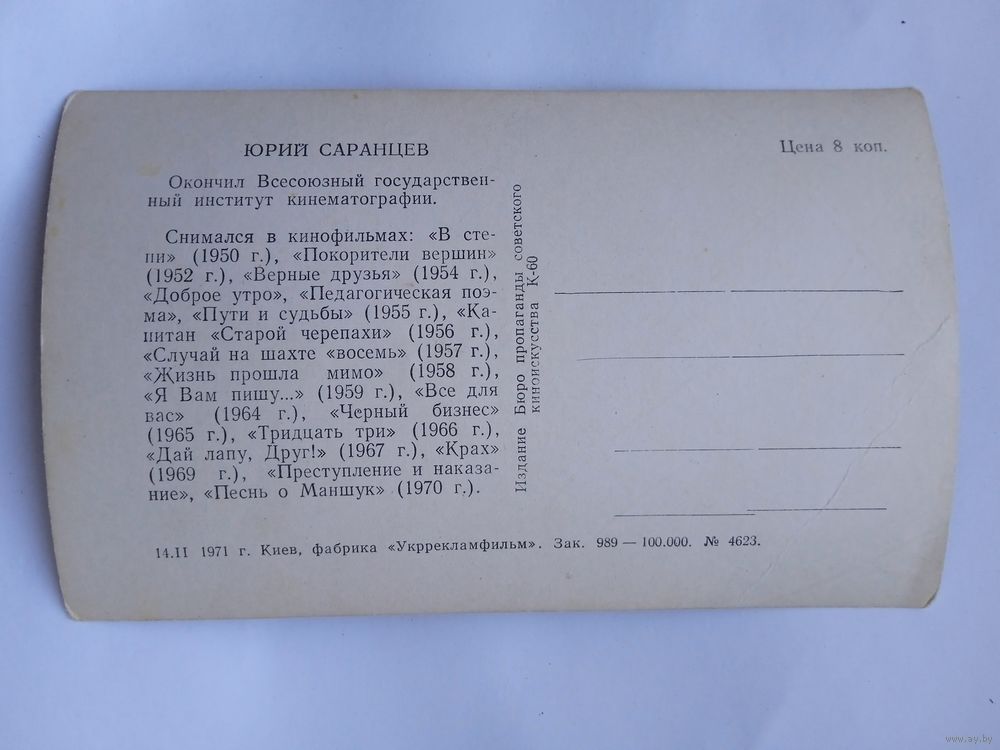 ЮРИЙ САРАНЦЕВ
Окончил Всесоюзный государствен-
ный институт кинематографии.
Снимался в кинофильмах: «В сте-
пи» (1950 г.), «Покорители вершин»
(1952 г.), «Верные друзья» (1954 г.),
«Доброе утро», «Педагогическая поэ-
ма», «Пути и судьбы» (1955 г.), «Ка-
питан «Старой черепахи» (1956 г.),
«Случай на шахте «восемь» (1957 г.),
«Жизнь прошла мимо» (1958 г.),
«Я Вам пишу...» (1959 г.), «Все для
вас» (1964 г.), «Черный бизнес»
(1965 г.), «Тридцать три» (1966 г.),
«Дай лапу, Друг!» (1967 г.), «Крах»
(1969 г.), «Преступление и наказа-
ние», «Песнь о Маншук» (1970 г.).
Издание Бюро пропаганды советского
киноискусства К-60
Цена 8 коп.
14.II 1971 г. Киев, фабрика «Укррекламфильм». Зак. 989 — 100.000. № 4623.
www.ay.by